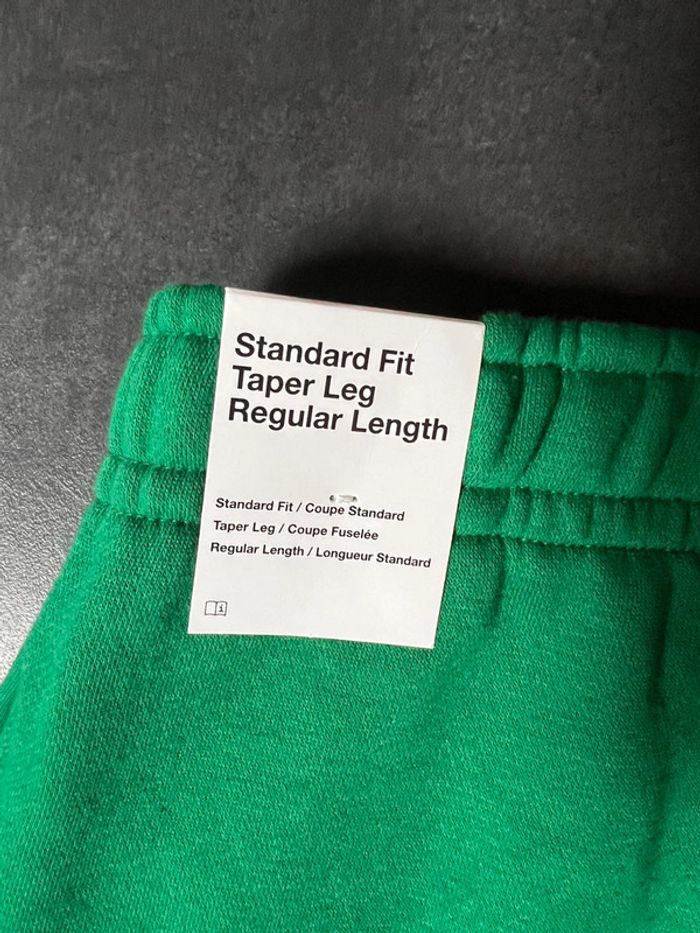 Standard Fit
Taper Leg
Regular Length
Standard Fit / Coupe Standard
Taper Leg / Coupe Fuselée
Regular Length / Longueur Standard
i